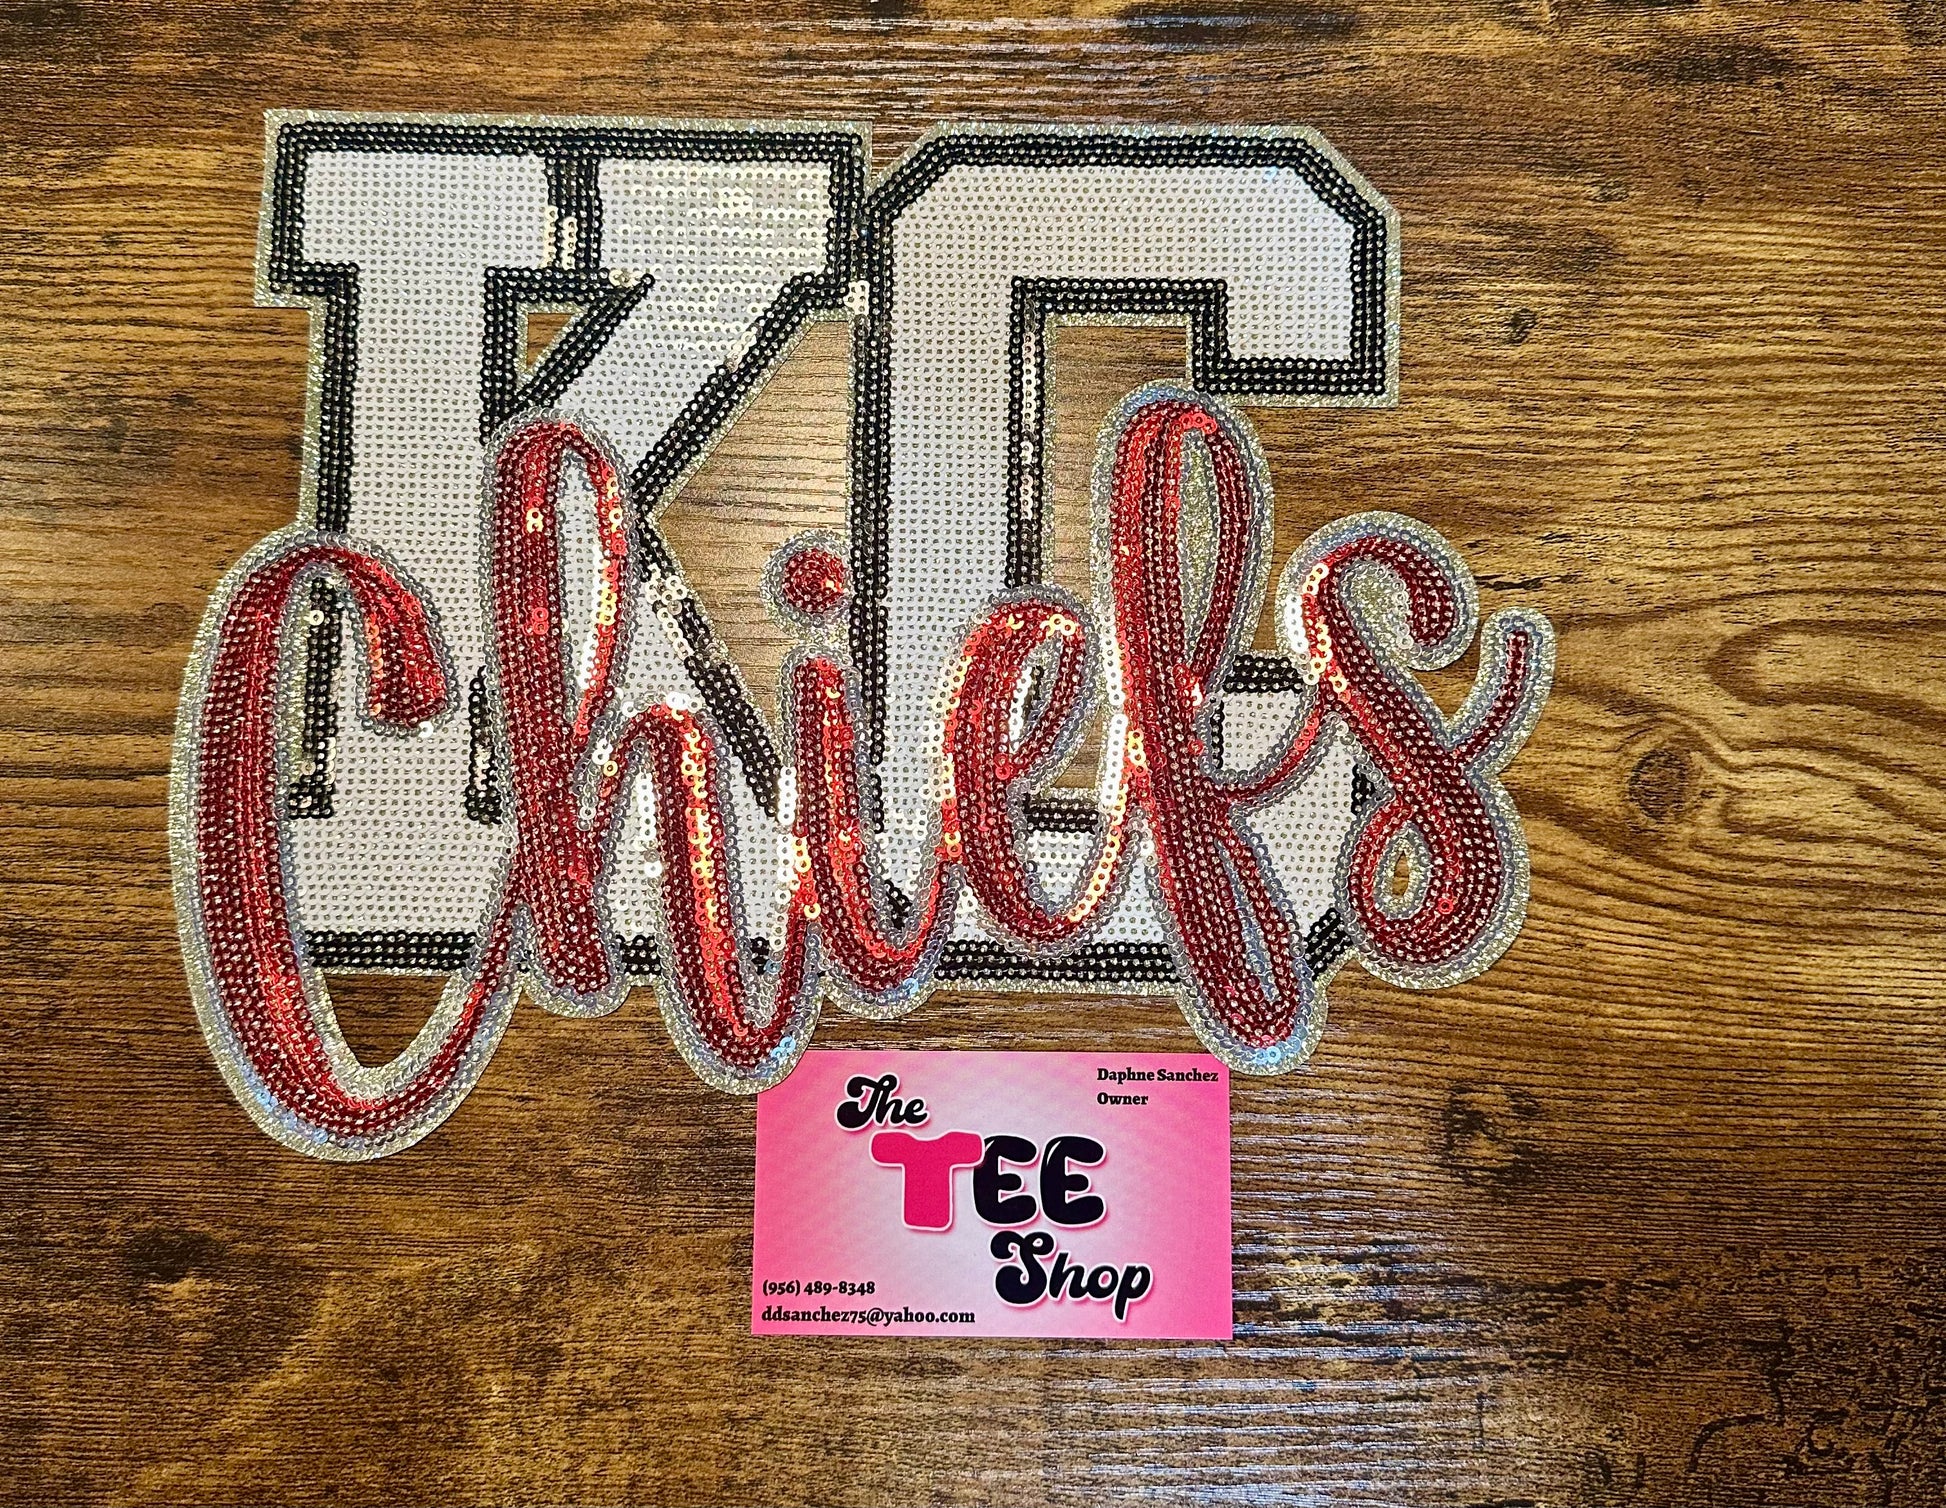 KC
Chiefs
Daphne Sanchez
Owner
The
TEE
Shop
(956) 489-8348
ddsanchez75@yahoo.com